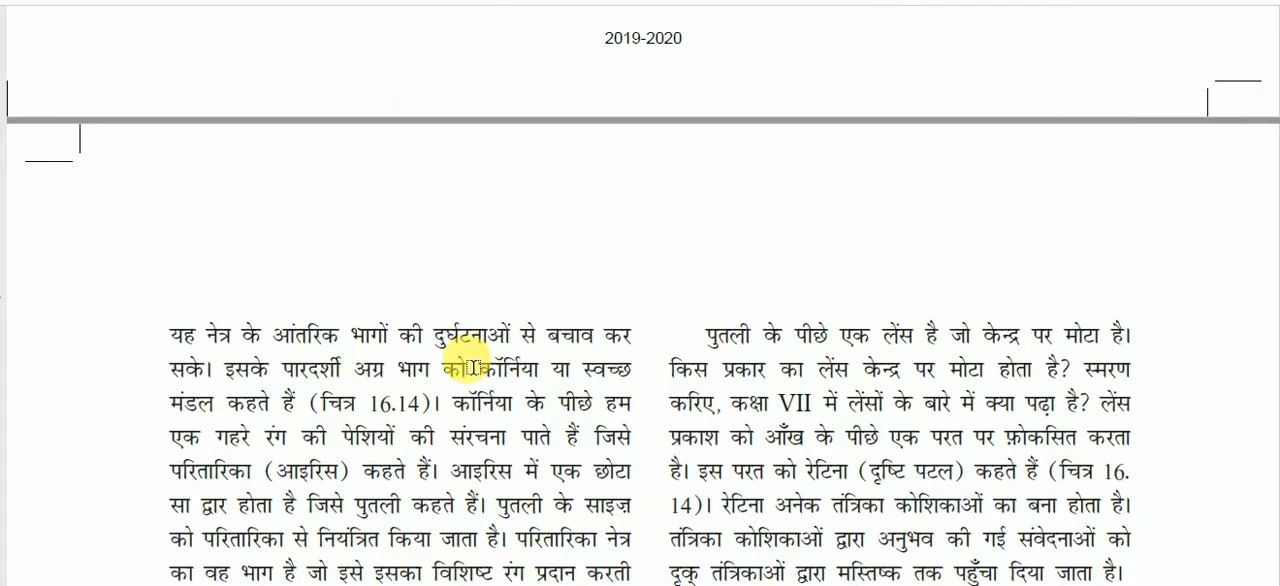 2019-2020
यह नेत्र के आंतरिक भागों की दुर्घटनाओं से बचाव कर
सके। इसके पारदर्शी अग्र भाग को कॉर्निया या स्वच्छ
मंडल कहते हैं (चित्र 16.14)। कॉर्निया के पीछे हम
एक गहरे रंग की पेशियों की संरचना पाते हैं जिसे
परितारिका (आइरिस) कहते हैं। आइरिस में एक छोटा
सा द्वार होता है जिसे पुतली कहते हैं। पुतली के साइज़
को परितारिका से नियंत्रित किया जाता है। परितारिका नेत्र
का वह भाग है जो इसे इसका विशिष्ट रंग प्रदान करती
पुतली के पीछे एक लेंस है जो केन्द्र पर मोटा है।
किस प्रकार का लेंस केन्द्र पर मोटा होता है? स्मरण
करिए, कक्षा VII में लेंसों के बारे में क्या पढ़ा है? लेंस
प्रकाश को आँख के पीछे एक परत पर फ़ोकसित करता
है। इस परत को रेटिना (दृष्टि पटल) कहते हैं (चित्र 16.
14)। रेटिना अनेक तंत्रिका कोशिकाओं का बना होता है।
तंत्रिका कोशिकाओं द्वारा अनुभव की गई संवेदनाओं को
दृक् तंत्रिकाओं द्वारा मस्तिष्क तक पहुँचा दिया जाता है।